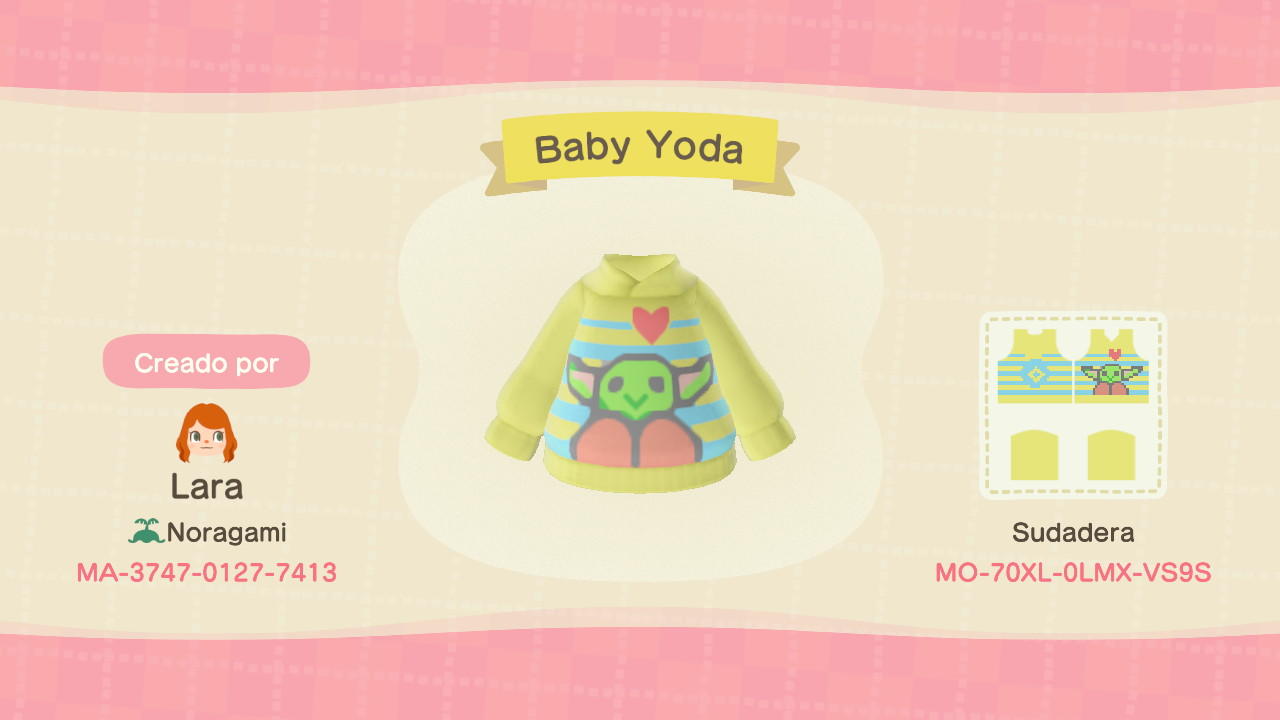 Baby Yoda
Creado por
Lara
Noragami
MA-3747-0127-7413
Sudadera
MO-70XL-0LMX-VS9S